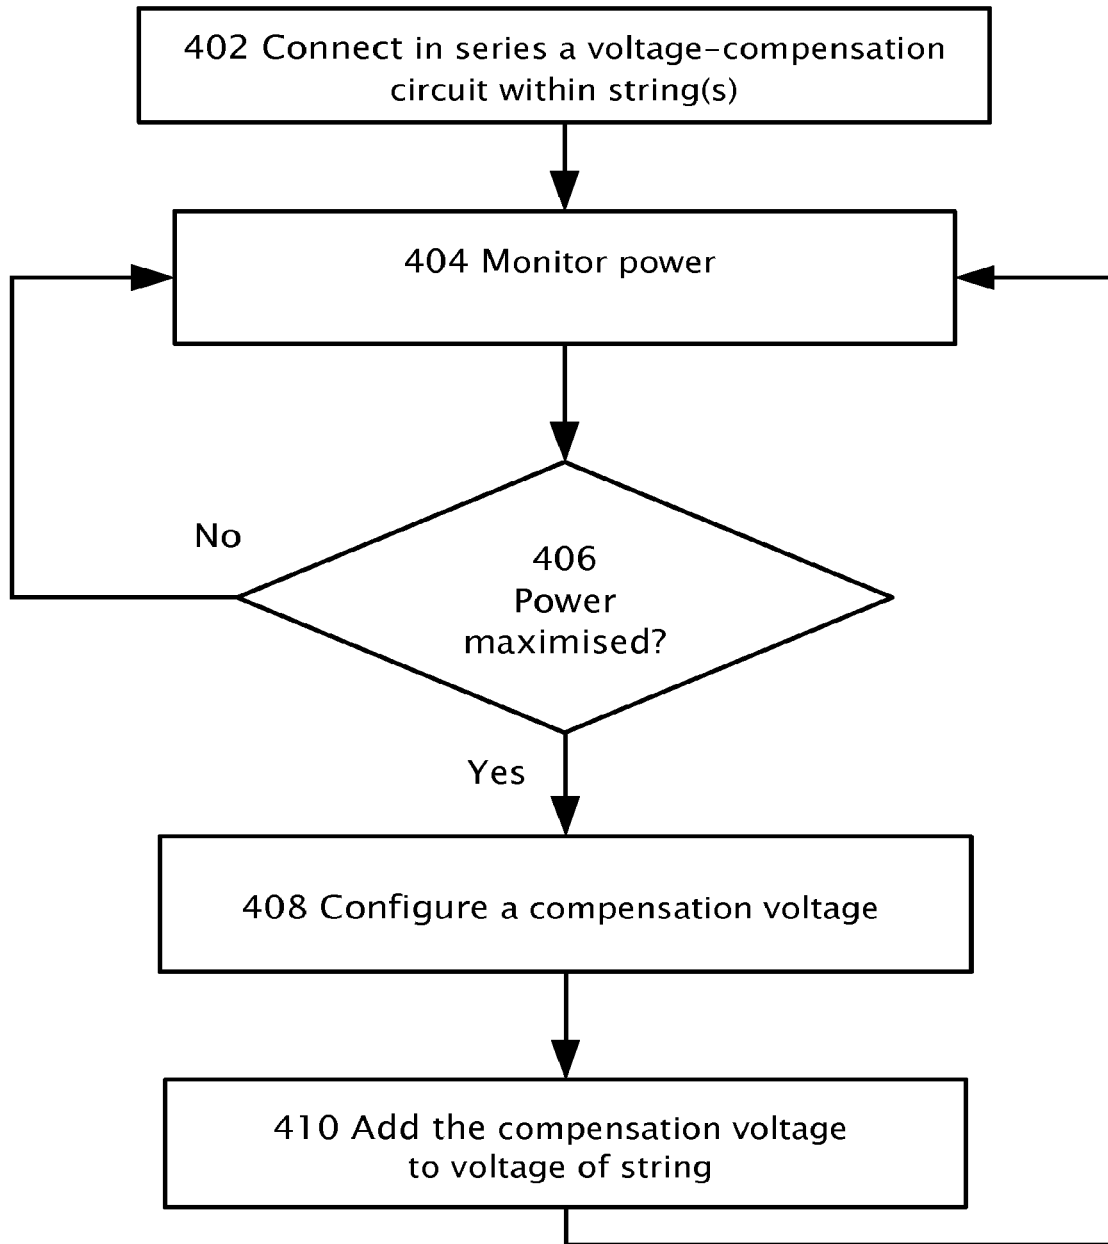 402 Connect in series a voltage-compensation
circuit within string(s)
404 Monitor power
No
406
Power
maximised?
Yes
408 Configure a compensation voltage
410 Add the compensation voltage
to voltage of string